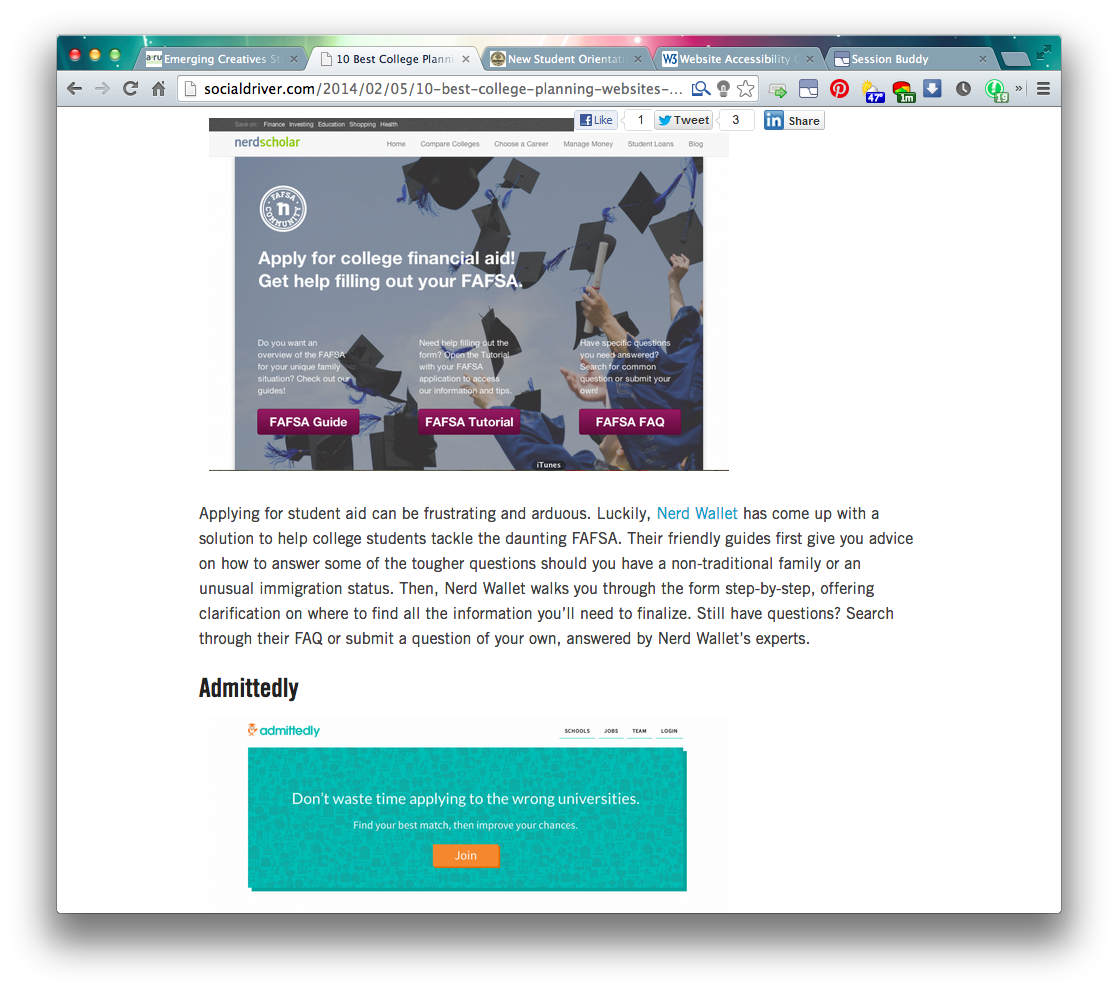 a·ru Emerging Creatives St
10 Best College Planni
New Student Orientati
W3 Website Accessibility C
Session Buddy
socialdriver.com/2014/02/05/10-best-college-planning-websites-...
47°
1m
19
»
Like 1 Tweet 3 in Share
Save on: Finance Investing Education Shopping Health
nerdscholar
Home Compare Colleges Choose a Career Manage Money Student Loans Blog
FAFSA
n
COMMUNITY
Apply for college financial aid!
Get help filling out your FAFSA.
Do you want an
overview of the FAFSA
for your unique family
situation? Check out our
guides!
Need help filling out the
form? Open the Tutorial
with your FAFSA
application to access
our information and tips.
Have specific questions
you need answered?
Search for common
question or submit your
own!
FAFSA Guide FAFSA Tutorial FAFSA FAQ
iTunes
Applying for student aid can be frustrating and arduous. Luckily, Nerd Wallet has come up with a
solution to help college students tackle the daunting FAFSA. Their friendly guides first give you advice
on how to answer some of the tougher questions should you have a non-traditional family or an
unusual immigration status. Then, Nerd Wallet walks you through the form step-by-step, offering
clarification on where to find all the information you'll need to finalize. Still have questions? Search
through their FAQ or submit a question of your own, answered by Nerd Wallet's experts.
Admittedly
admittedly
SCHOOLS JOBS TEAM LOGIN
Don't waste time applying to the wrong universities.
Find your best match, then improve your chances.
Join